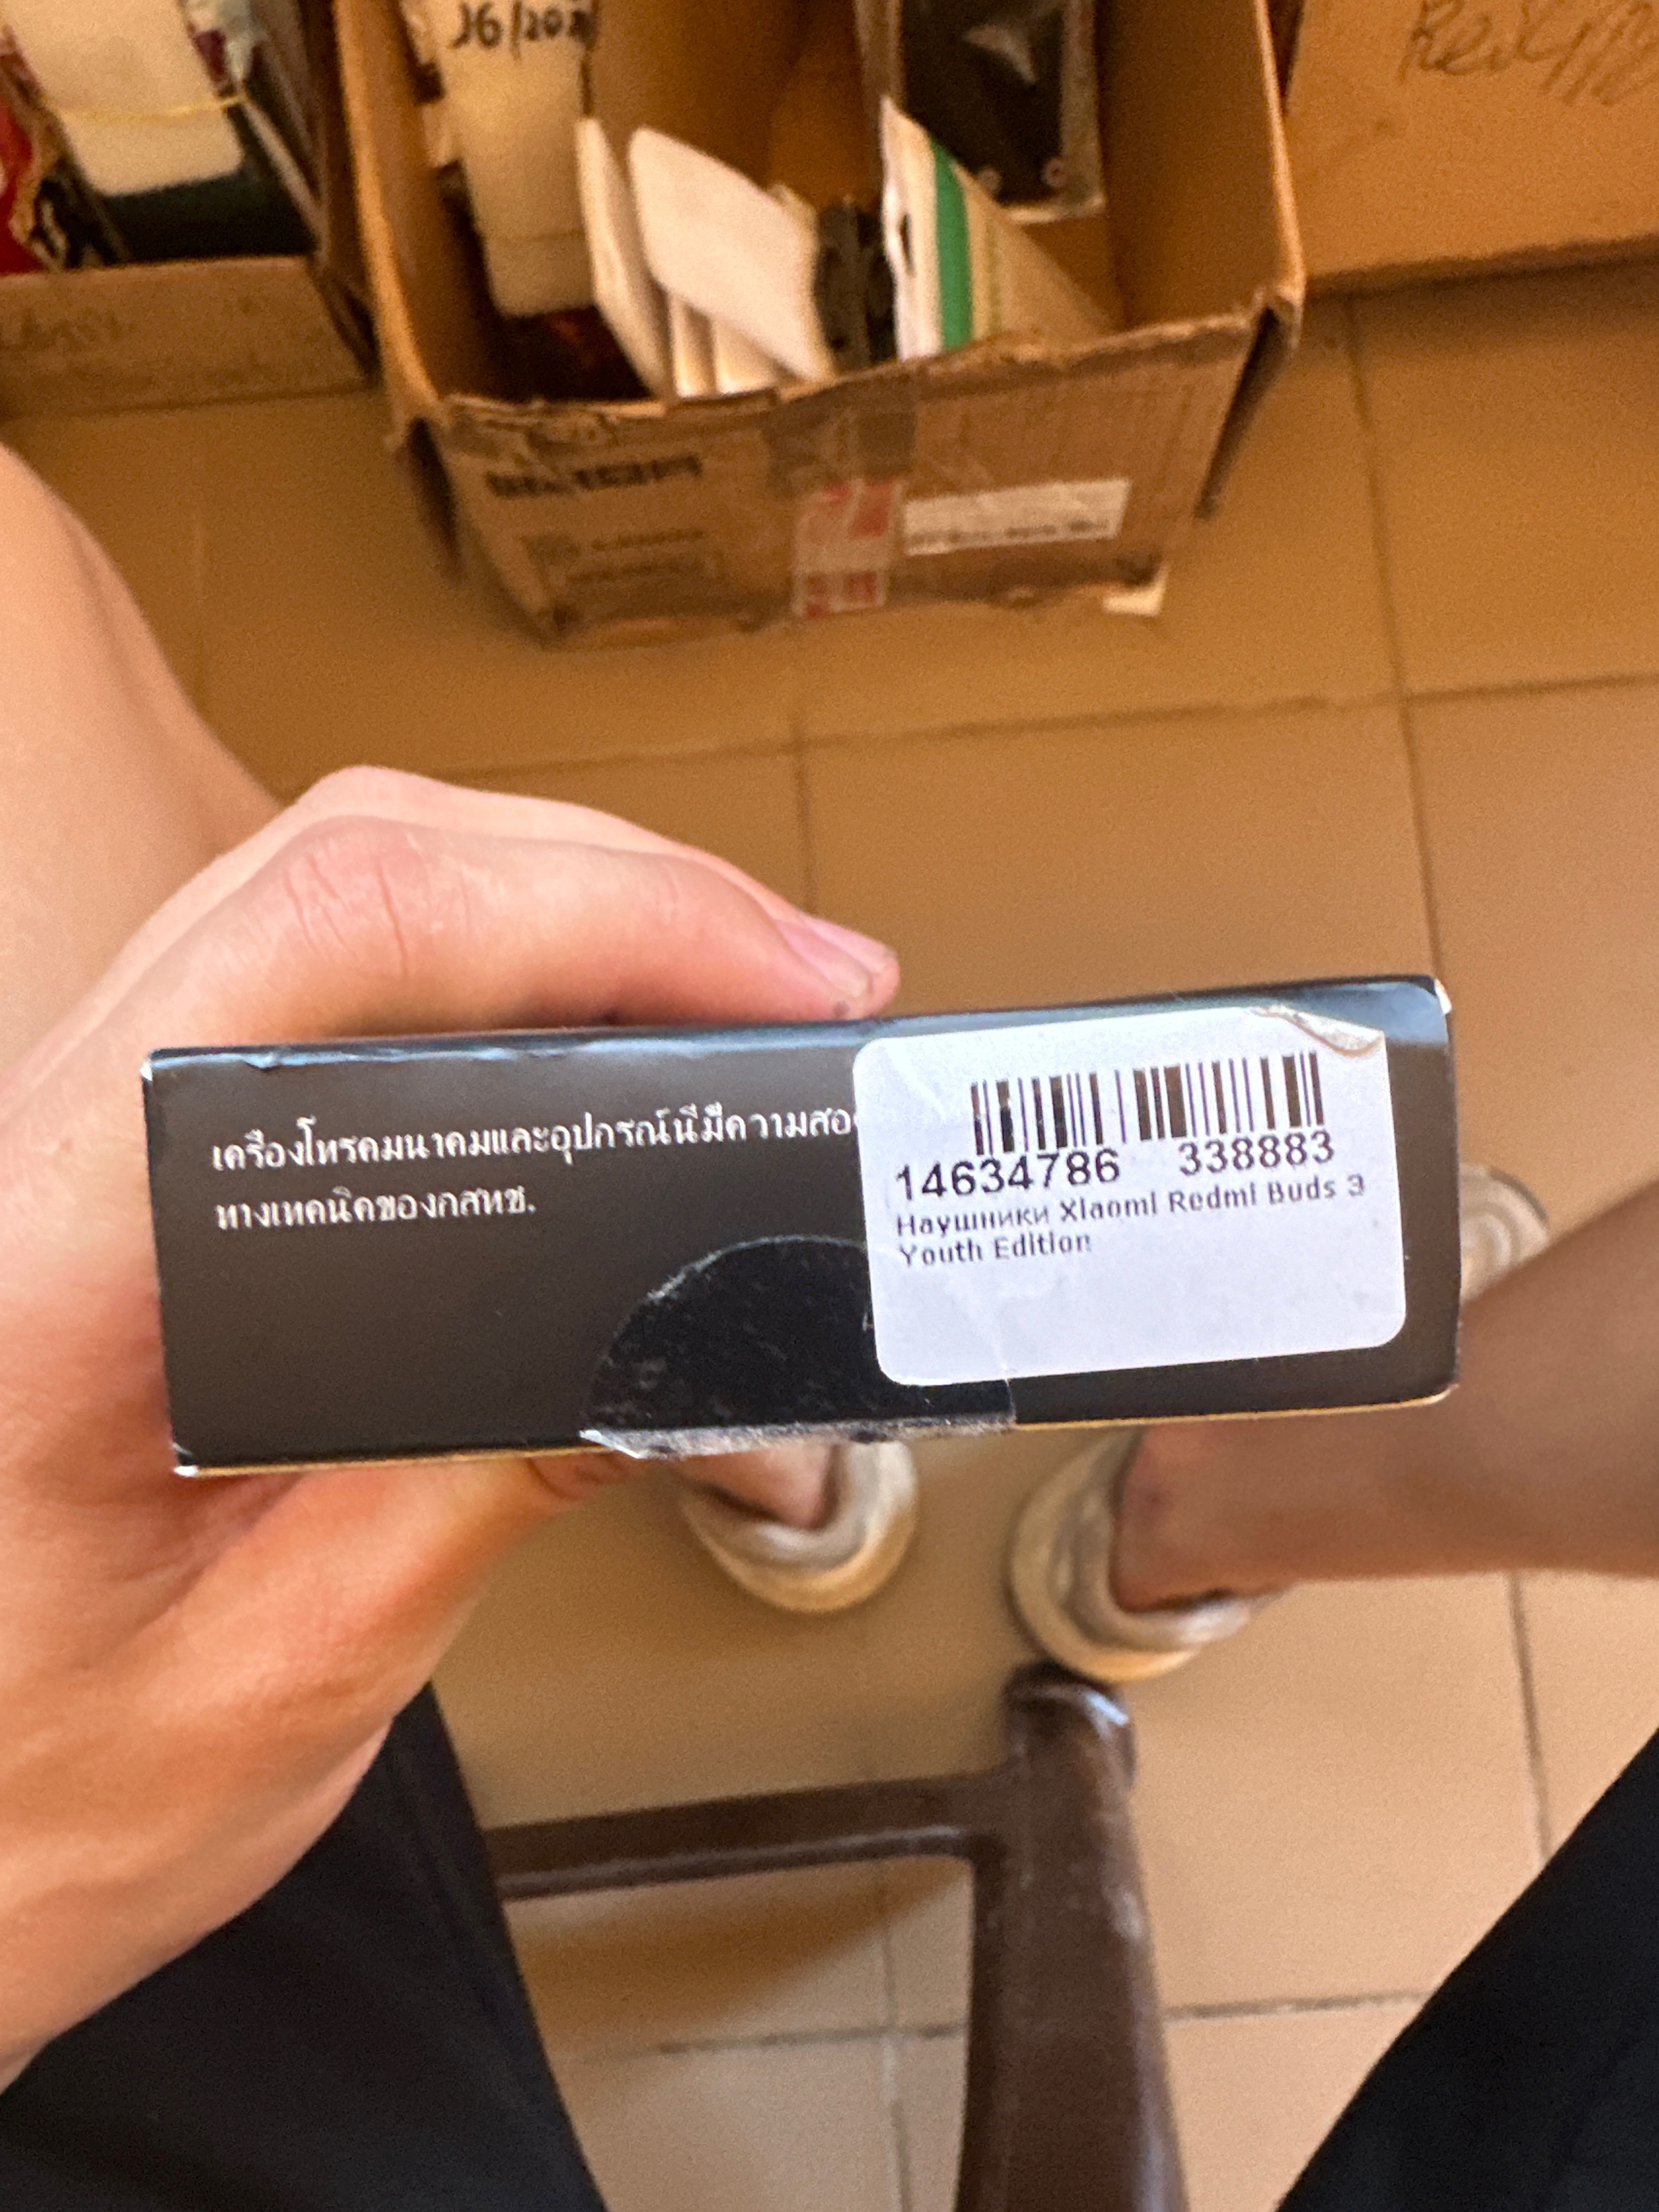 เครื่องโทรคมนาคมและอุปกรณ์นี้มีความสอ
ทางเทคนิคของกสทช.
14634786 338883
Наушники Xiaomi Redmi Buds 3
Youth Edition